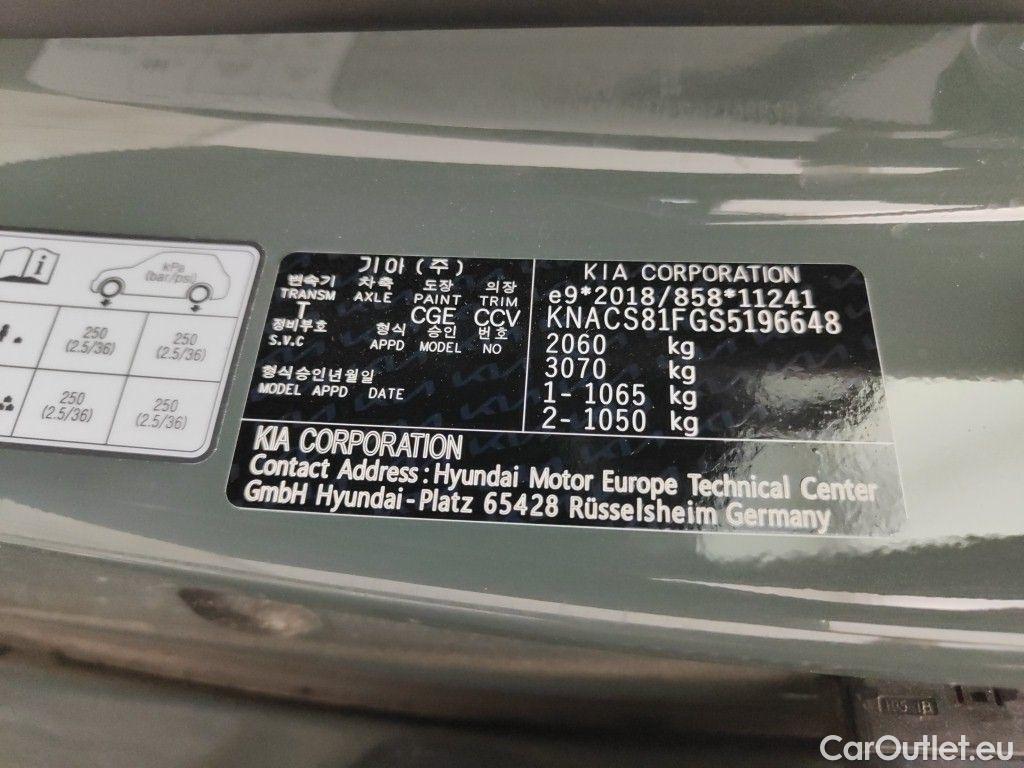 kPa
(bar/psi)
250
(2.5/36)
250
(2.5/36)
250
(2.5/36)
250
(2.5/36)
기아 (주)
변속기 차축 도장 의장
TRANSM AXLE PAINT TRIM
T CGE CCV
정비부호 형식 승인 번호
S.V.C APPD MODEL NO
형식승인년월일
MODEL APPD DATE
KIA CORPORATION
e9*2018/858*11241
KNACS81FGS5196648
2060 kg
3070 kg
1- 1065 kg
2- 1050 kg
KIA CORPORATION
Contact Address : Hyundai Motor Europe Technical Center
GmbH Hyundai-Platz 65428 Rüsselsheim Germany
CarOutlet.eu